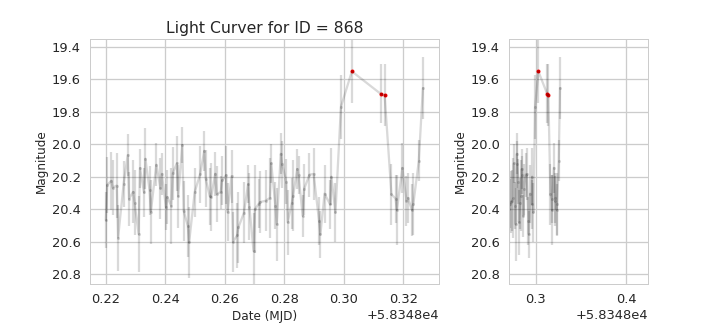 Light Curver for ID = 868
Magnitude
19.4
19.6
19.8
20.0
20.2
20.4
20.6
20.8
0.22 0.24 0.26 0.28 0.30 0.32
Date (MJD) +5.8348e4
Magnitude
19.4
19.6
19.8
20.0
20.2
20.4
20.6
20.8
0.3 0.4
+5.8348e4